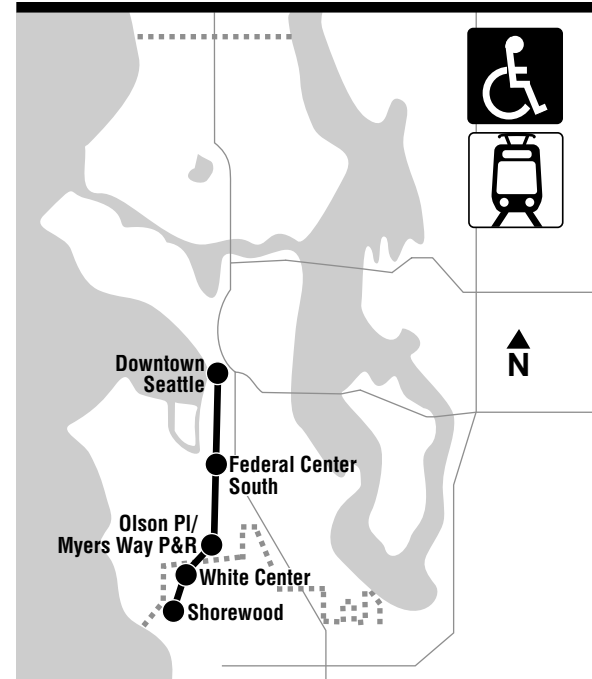 N
Downtown
Seattle
Federal Center
South
Olson Pl/
Myers Way P&R
White Center
Shorewood